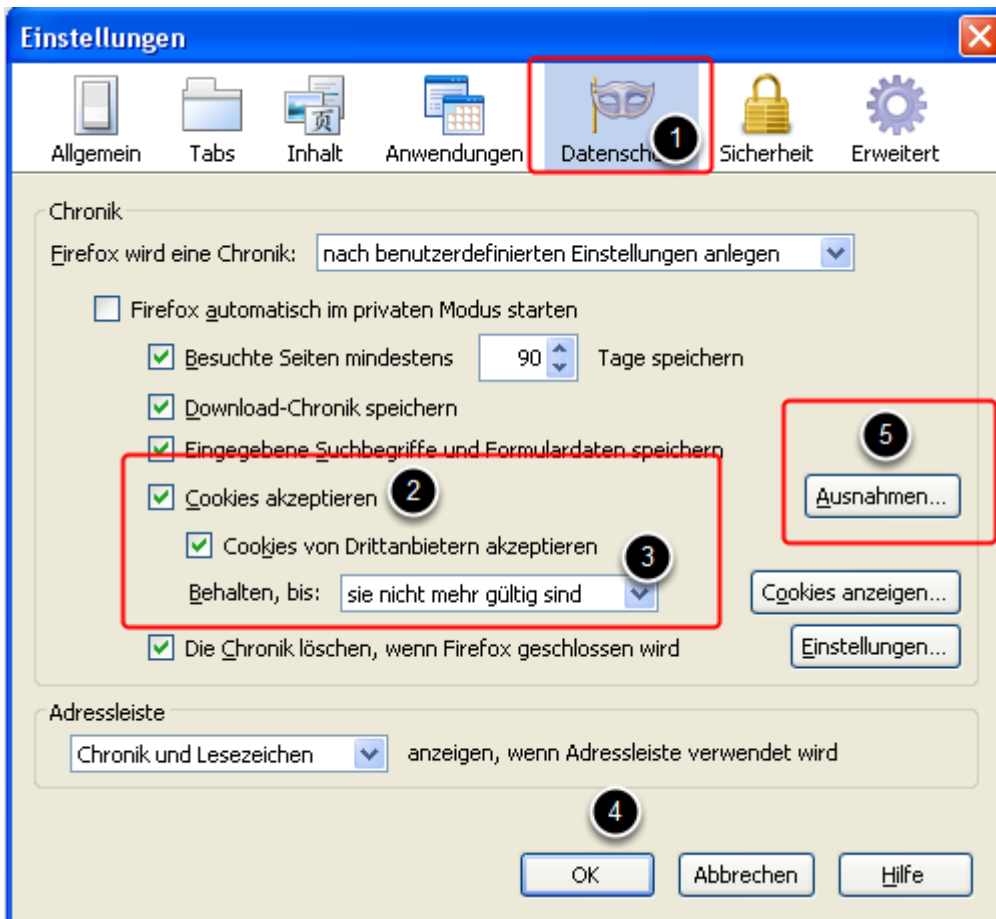 Einstellungen
页
Allgemein Tabs Inhalt Anwendungen Datensch 1 Sicherheit Erweitert
Chronik
Firefox wird eine Chronik: nach benutzerdefinierten Einstellungen anlegen
Firefox automatisch im privaten Modus starten
Besuchte Seiten mindestens 90 Tage speichern
Download-Chronik speichern
Eingegebene Suchbegriffe und Formulardaten speichern
5
Cookies akzeptieren 2 Ausnahmen...
Cookies von Drittanbietern akzeptieren 3
Behalten, bis: sie nicht mehr gültig sind Cookies anzeigen...
Die Chronik löschen, wenn Firefox geschlossen wird Einstellungen...
Adressleiste
Chronik und Lesezeichen anzeigen, wenn Adressleiste verwendet wird
4
OK Abbrechen Hilfe